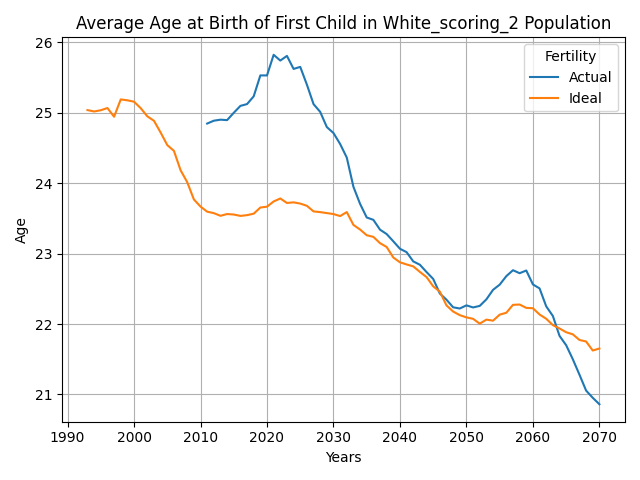 Average Age at Birth of First Child in White_scoring_2 Population
Fertility
Actual
Ideal
Age
26
25
24
23
22
21
1990 2000 2010 2020 2030 2040 2050 2060 2070
Years